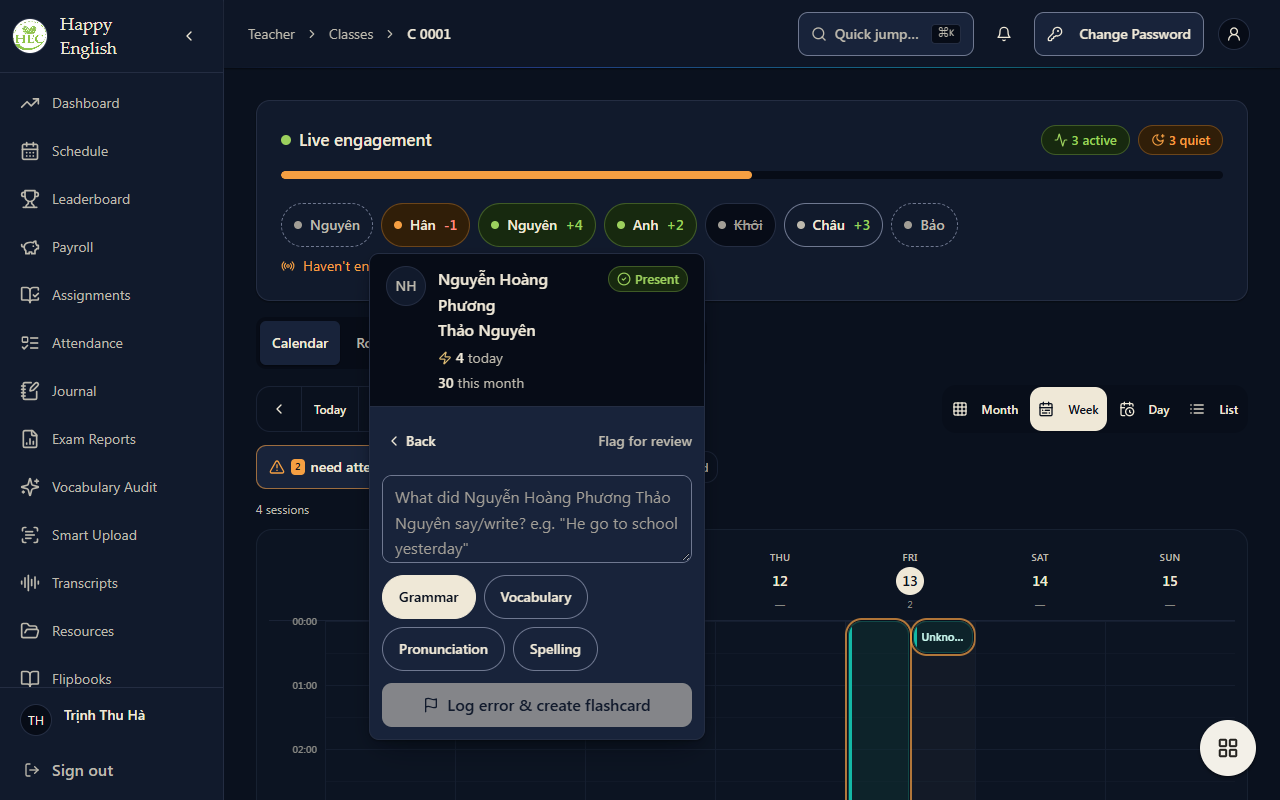 HEC
Happy
English
Teacher
Classes
C 0001
Quick jump...
⌘K
Change Password
Dashboard
Schedule
Leaderboard
Payroll
Assignments
Attendance
Journal
Exam Reports
Vocabulary Audit
Smart Upload
Transcripts
Resources
Flipbooks
TH
Trịnh Thu Hà
Sign out
Live engagement
3 active
3 quiet
Nguyên
Hân -1
Nguyên +4
Anh +2
Khôi
Châu +3
Bảo
Haven't en
NH
Nguyễn Hoàng
Phương
Thảo Nguyên
Present
4 today
30 this month
Back
Flag for review
What did Nguyễn Hoàng Phương Thảo
Nguyên say/write? e.g. "He go to school
yesterday"
Grammar
Vocabulary
Pronunciation
Spelling
Log error & create flashcard
Calendar
Ro
Today
Month
Week
Day
List
2 need atte
d
4 sessions
THU
12
—
FRI
13
2
SAT
14
—
SUN
15
—
00:00
Unkno...
01:00
02:00